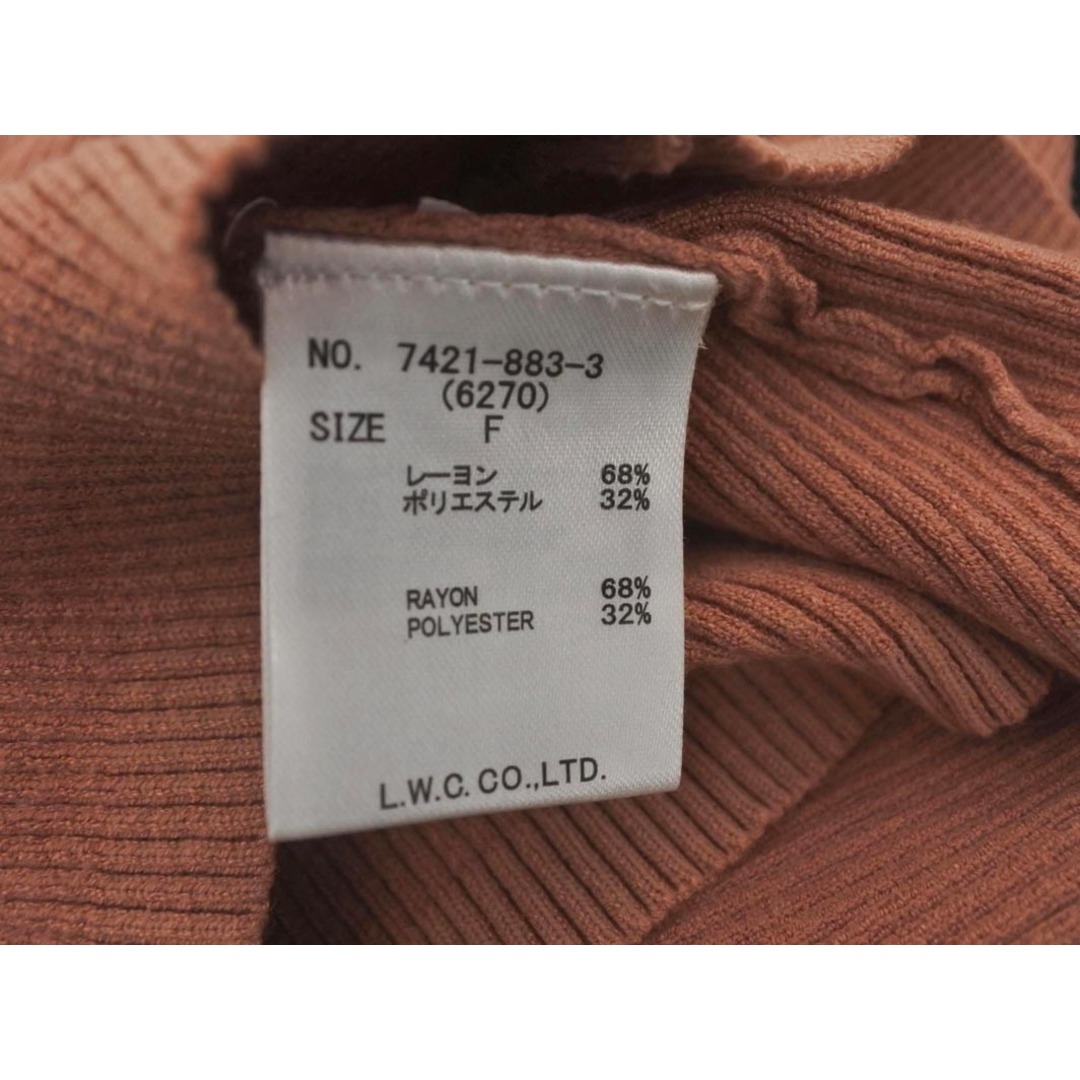 NO. 7421-883-3
(6270)
SIZE F
レーヨン 68%
ポリエステル 32%
RAYON 68%
POLYESTER 32%
L.W.C.CO.,LTD.